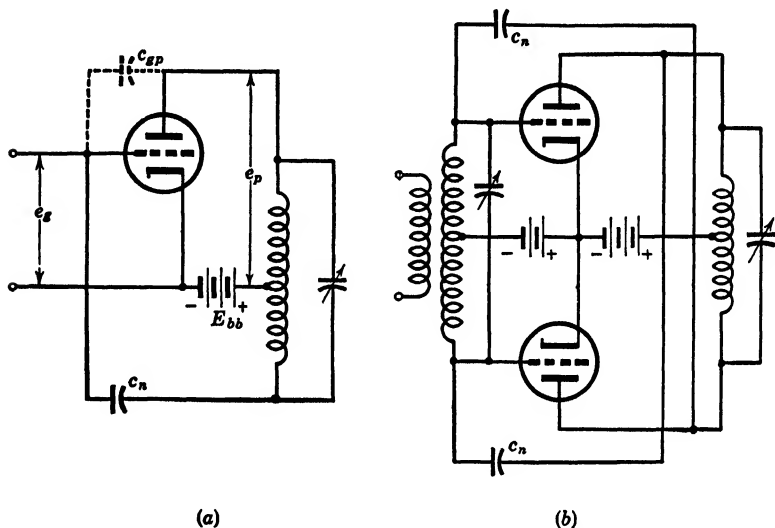 c_gp
e_p
e_g
- +
E_bb
c_n
(a)
c_n
- + - +
c_n
(b)